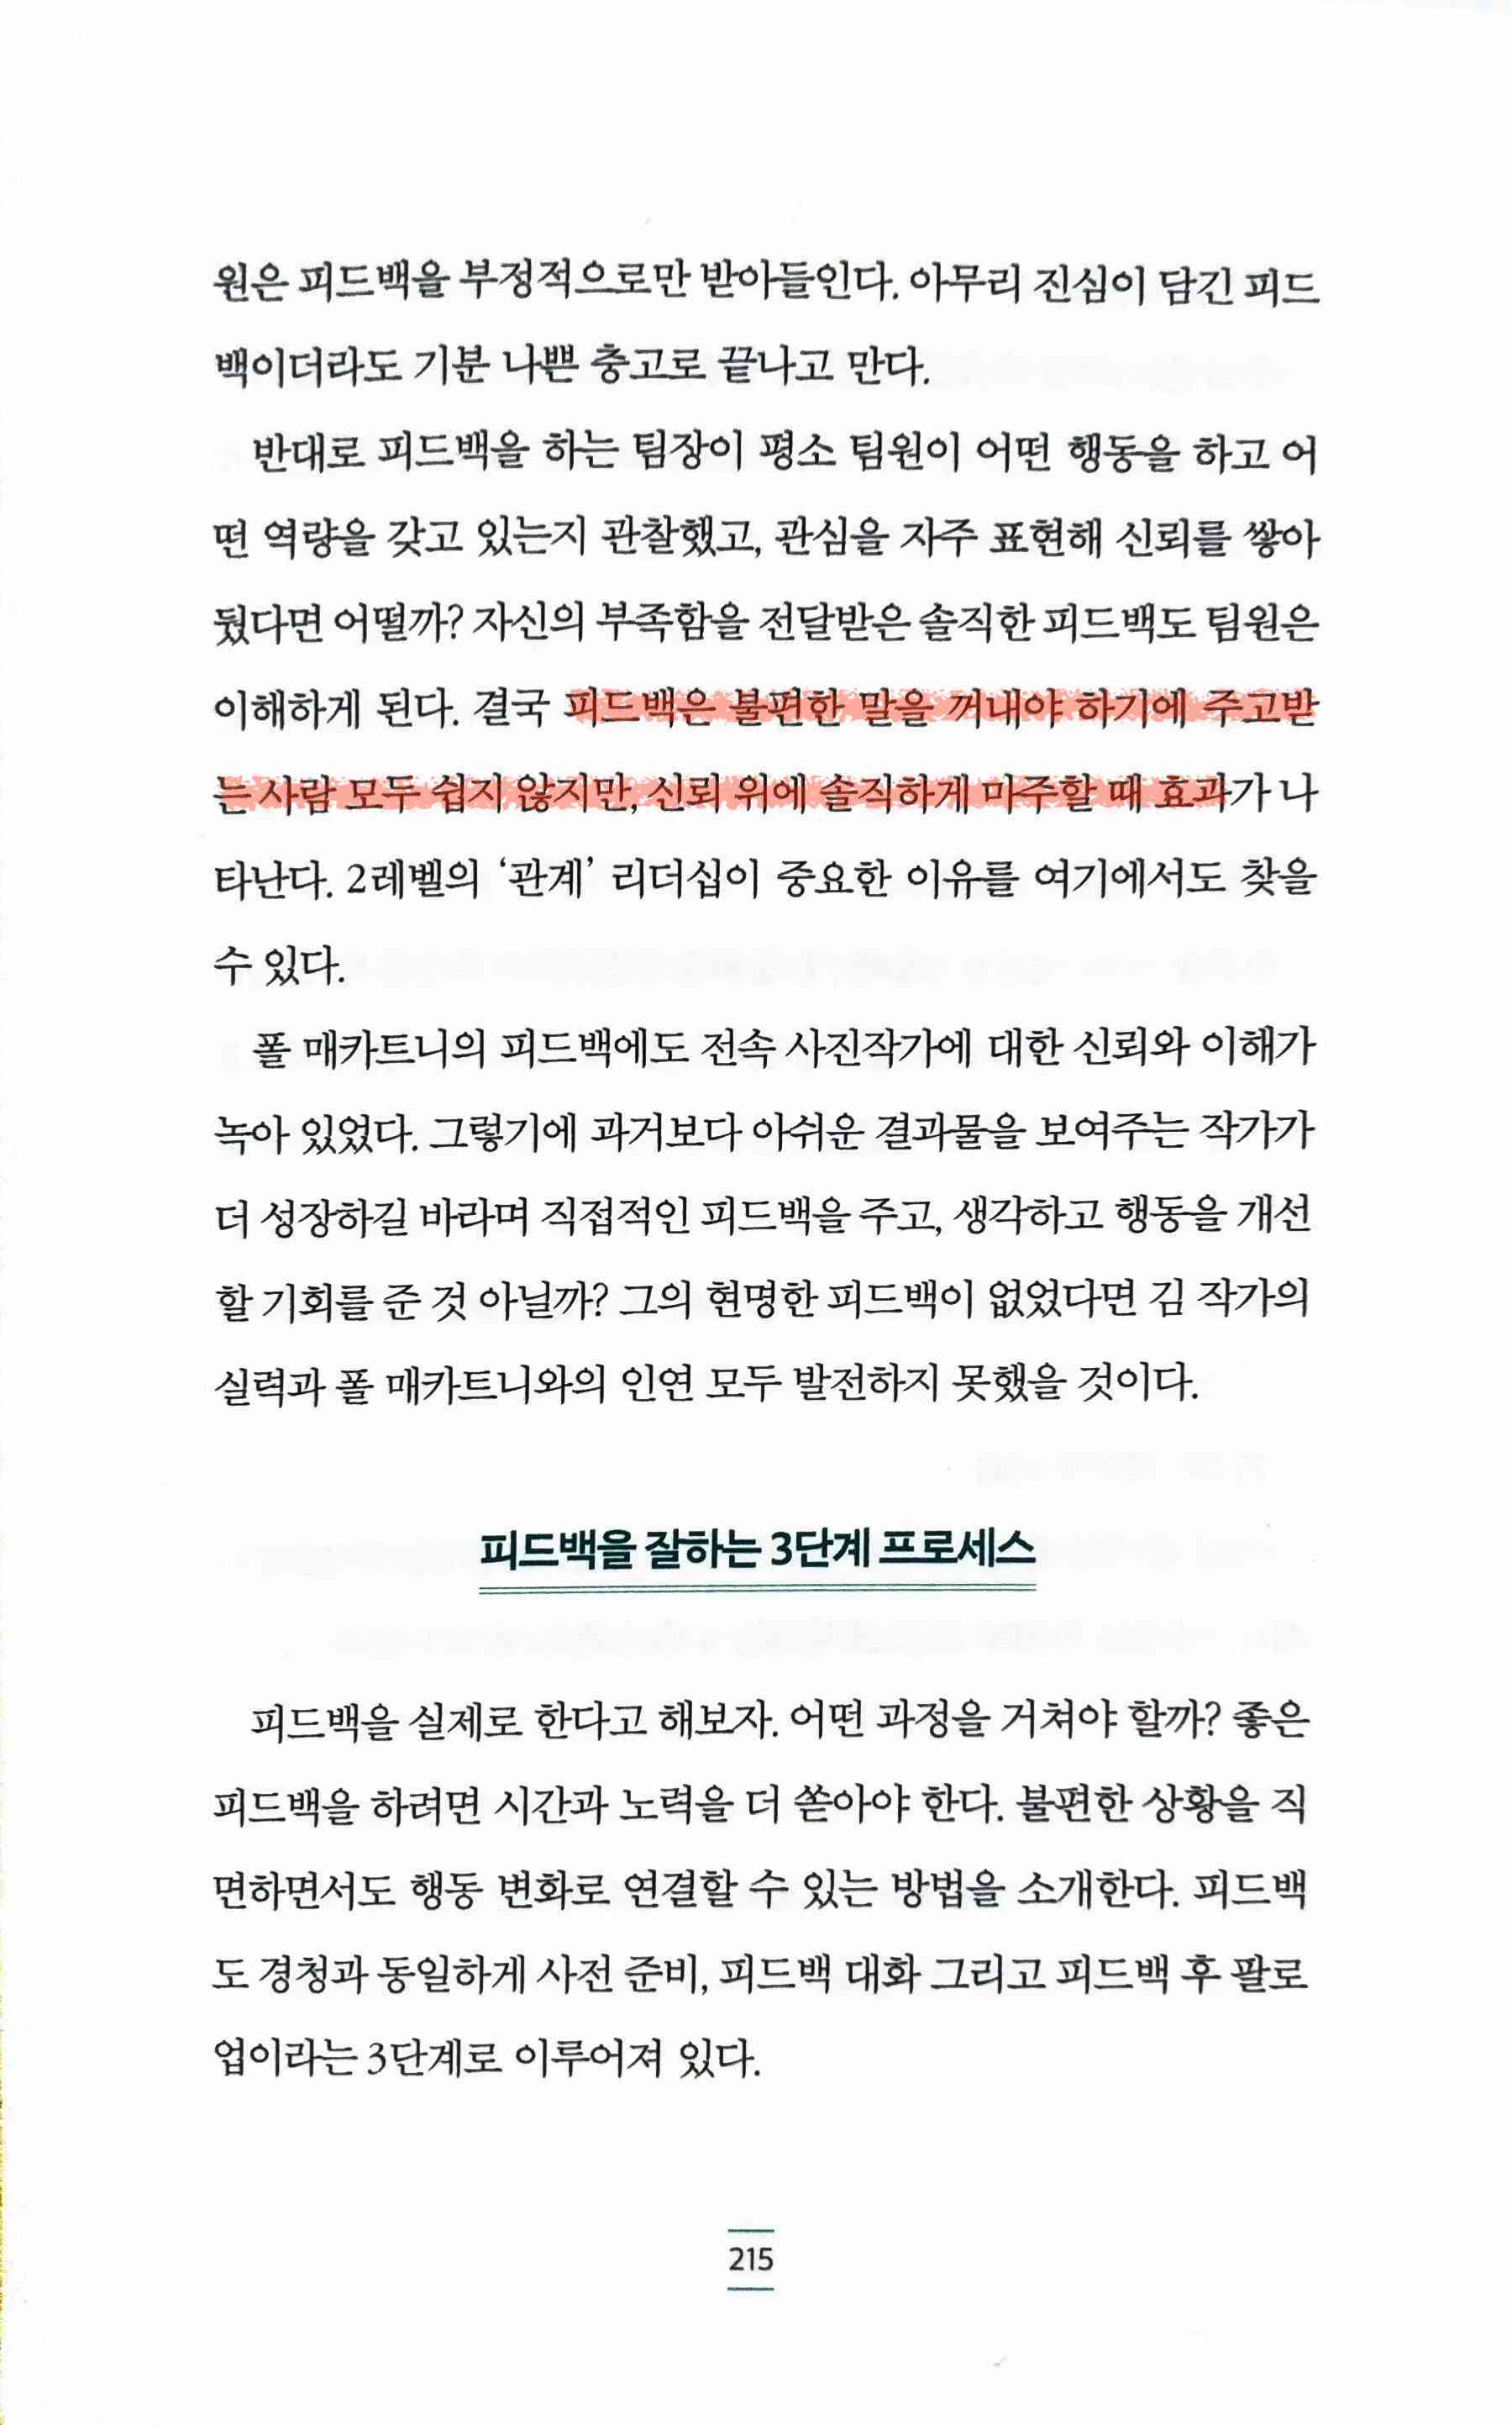 원은 피드백을 부정적으로만 받아들인다. 아무리 진심이 담긴 피드
백이더라도 기분 나쁜 충고로 끝나고 만다.
반대로 피드백을 하는 팀장이 평소 팀원이 어떤 행동을 하고 어
떤 역량을 갖고 있는지 관찰했고, 관심을 자주 표현해 신뢰를 쌓아
뒀다면 어떨까? 자신의 부족함을 전달받은 솔직한 피드백도 팀원은
이해하게 된다. 결국 피드백은 불편한 말을 꺼내야 하기에 주고받
는 사람 모두 쉽지 않지만, 신뢰 위에 솔직하게 마주할 때 효과가 나
타난다. 2레벨의 ‘관계’ 리더십이 중요한 이유를 여기에서도 찾을
수 있다.
폴 매카트니의 피드백에도 전속 사진작가에 대한 신뢰와 이해가
녹아 있었다. 그렇기에 과거보다 아쉬운 결과물을 보여주는 작가가
더 성장하길 바라며 직접적인 피드백을 주고, 생각하고 행동을 개선
할 기회를 준 것 아닐까? 그의 현명한 피드백이 없었다면 김 작가의
실력과 폴 매카트니와의 인연 모두 발전하지 못했을 것이다.
피드백을 잘하는 3단계 프로세스
피드백을 실제로 한다고 해보자. 어떤 과정을 거쳐야 할까? 좋은
피드백을 하려면 시간과 노력을 더 쏟아야 한다. 불편한 상황을 직
면하면서도 행동 변화로 연결할 수 있는 방법을 소개한다. 피드백
도 경청과 동일하게 사전 준비, 피드백 대화 그리고 피드백 후 팔로
업이라는 3단계로 이루어져 있다.
215